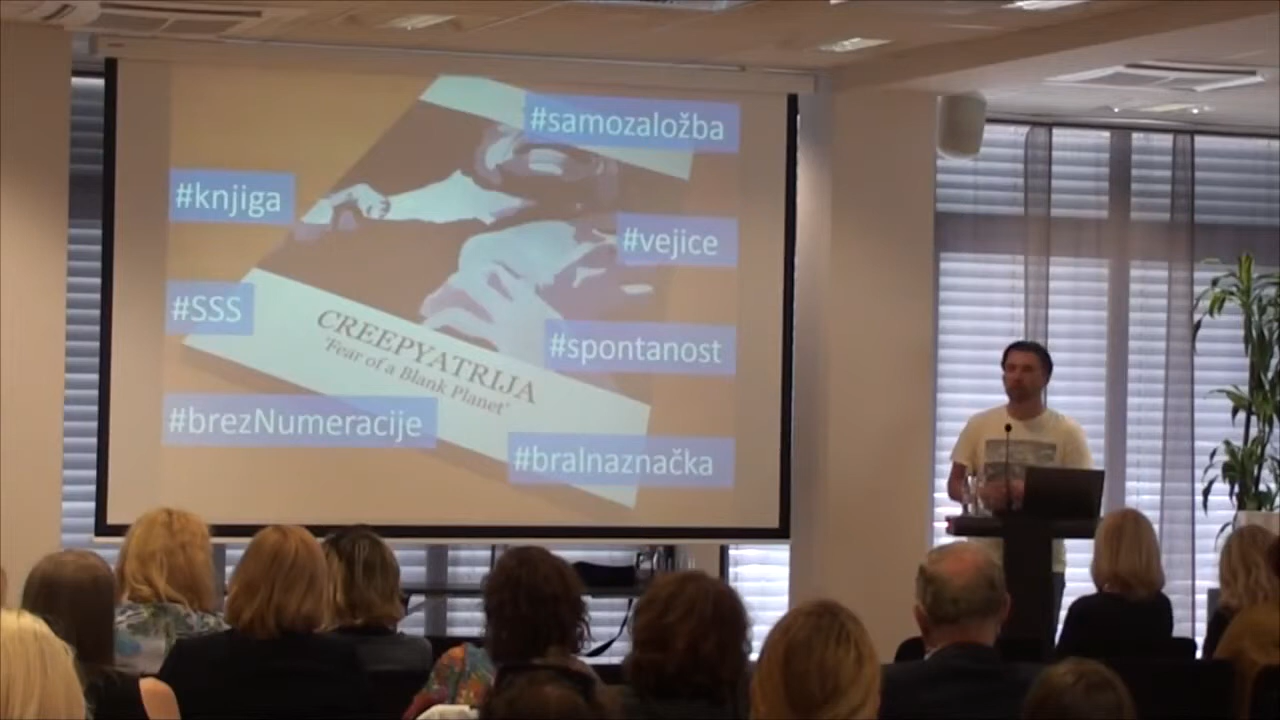 #samozaložba
#knjiga
#vejice
#SSS
CREEPYATRIJA
'Fear of a Blank Planet'
#spontanost
#brezNumeracije
#bralnaznačka